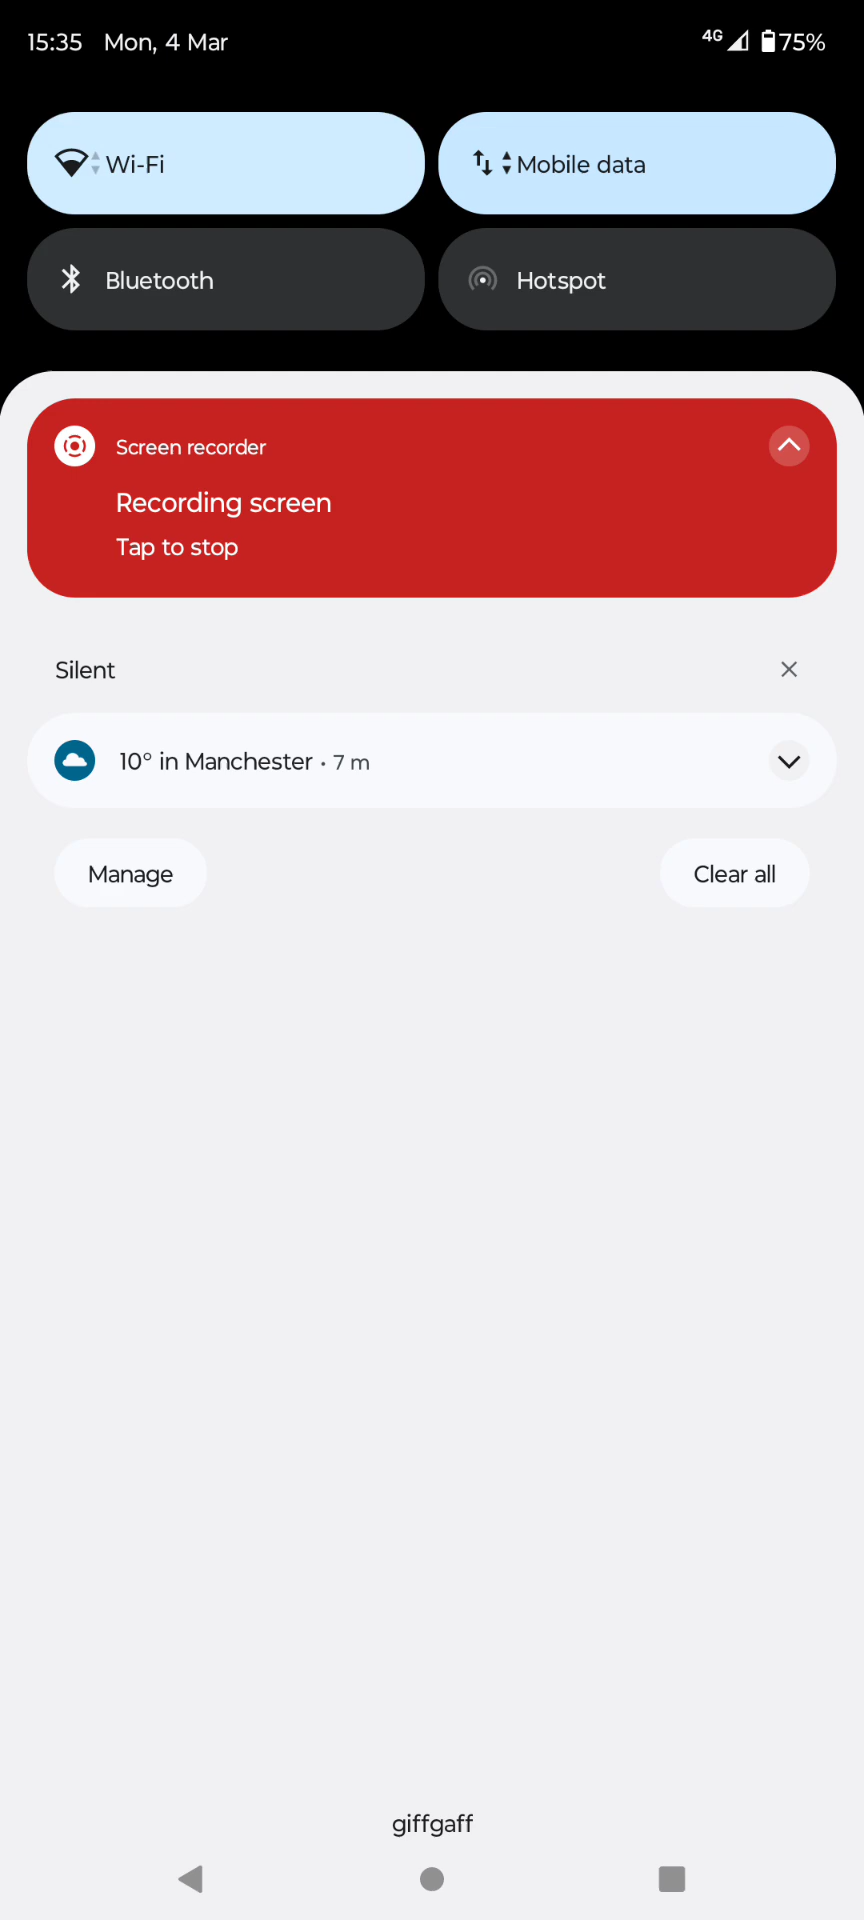 15:35 Mon, 4 Mar 4G 75%
Wi-Fi Mobile data
Bluetooth Hotspot
Screen recorder
Recording screen
Tap to stop
Silent
10° in Manchester • 7 m
Manage Clear all
giffgaff